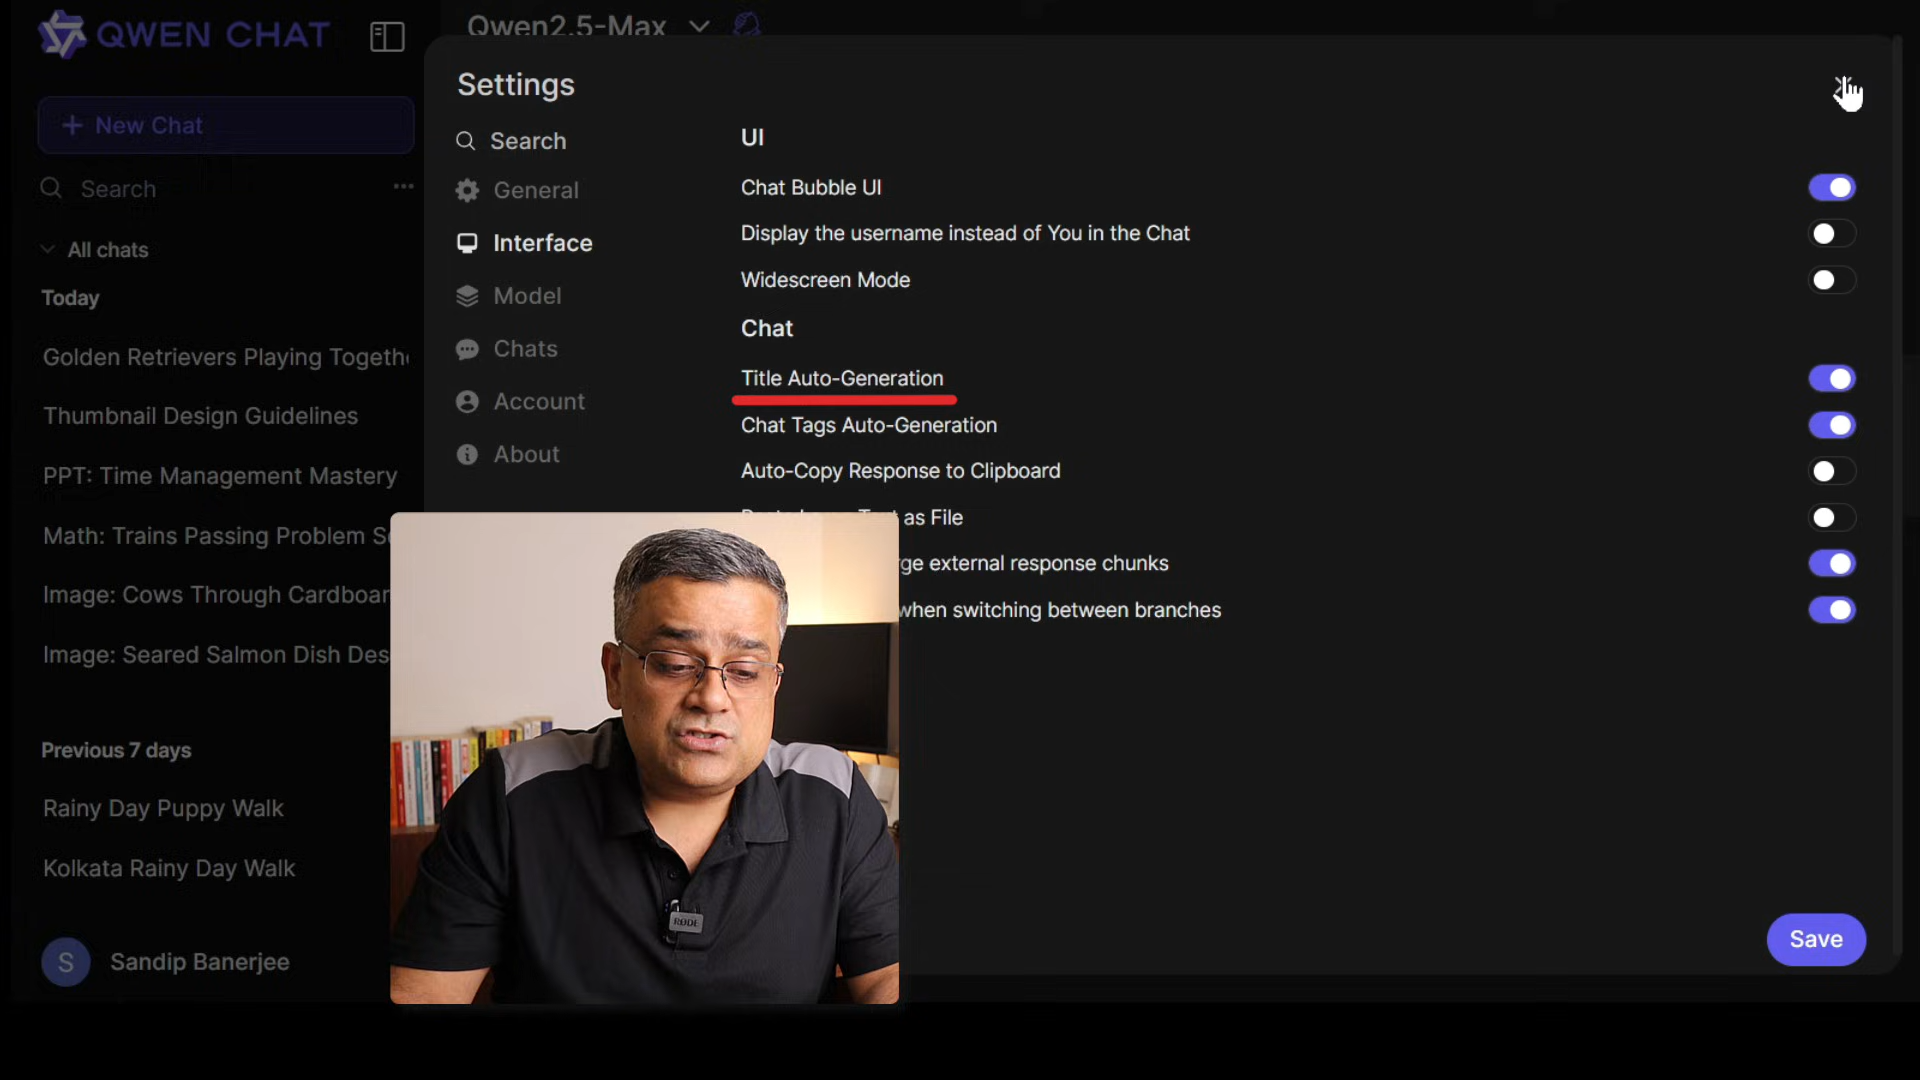 QWEN CHAT
Qwen2.5-Max
+ New Chat
Search
All chats
Today
Golden Retrievers Playing Togeth
Thumbnail Design Guidelines
PPT: Time Management Mastery
Math: Trains Passing Problem S
Image: Cows Through Cardboar
Image: Seared Salmon Dish Des
Previous 7 days
Rainy Day Puppy Walk
Kolkata Rainy Day Walk
S
Sandip Banerjee
Settings
Search
General
Interface
Model
Chats
Account
About
UI
Chat Bubble UI
Display the username instead of You in the Chat
Widescreen Mode
Chat
Title Auto-Generation
Chat Tags Auto-Generation
Auto-Copy Response to Clipboard
as File
rge external response chunks
when switching between branches
Save
RØDE